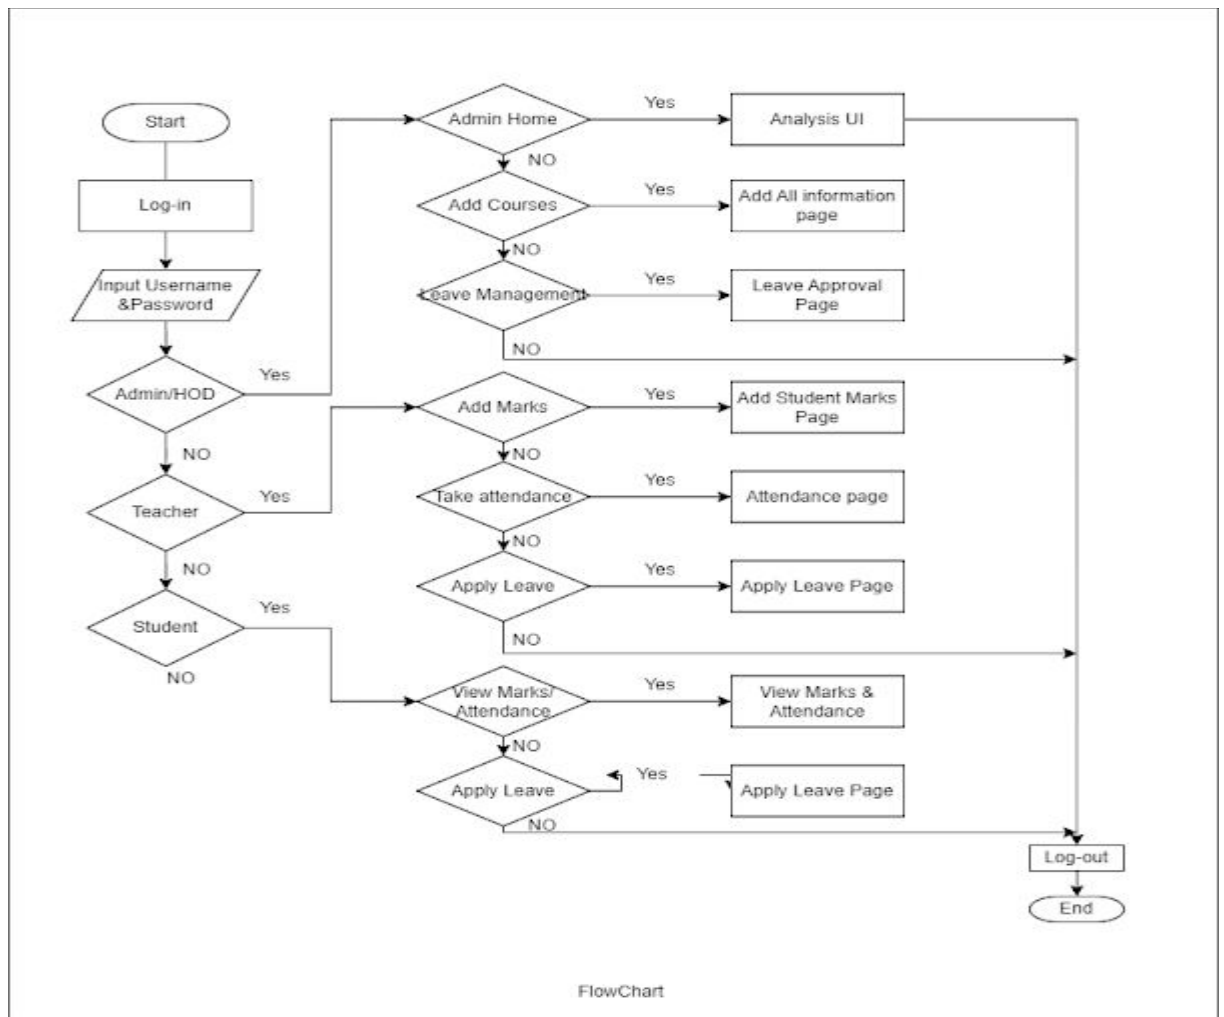 Start
Log-in
Input Username
&Password
Admin/HOD
Yes
NO
Teacher
Yes
NO
Student
Yes
NO
Admin Home
Yes
Analysis UI
NO
Add Courses
Yes
Add All information
page
NO
Leave Management
Yes
Leave Approval
Page
NO
Add Marks
Yes
Add Student Marks
Page
NO
Take attendance
Yes
Attendance page
NO
Apply Leave
Yes
Apply Leave Page
NO
View Marks/
Attendance
Yes
View Marks &
Attendance
NO
Apply Leave
Yes
Apply Leave Page
NO
Log-out
End
FlowChart